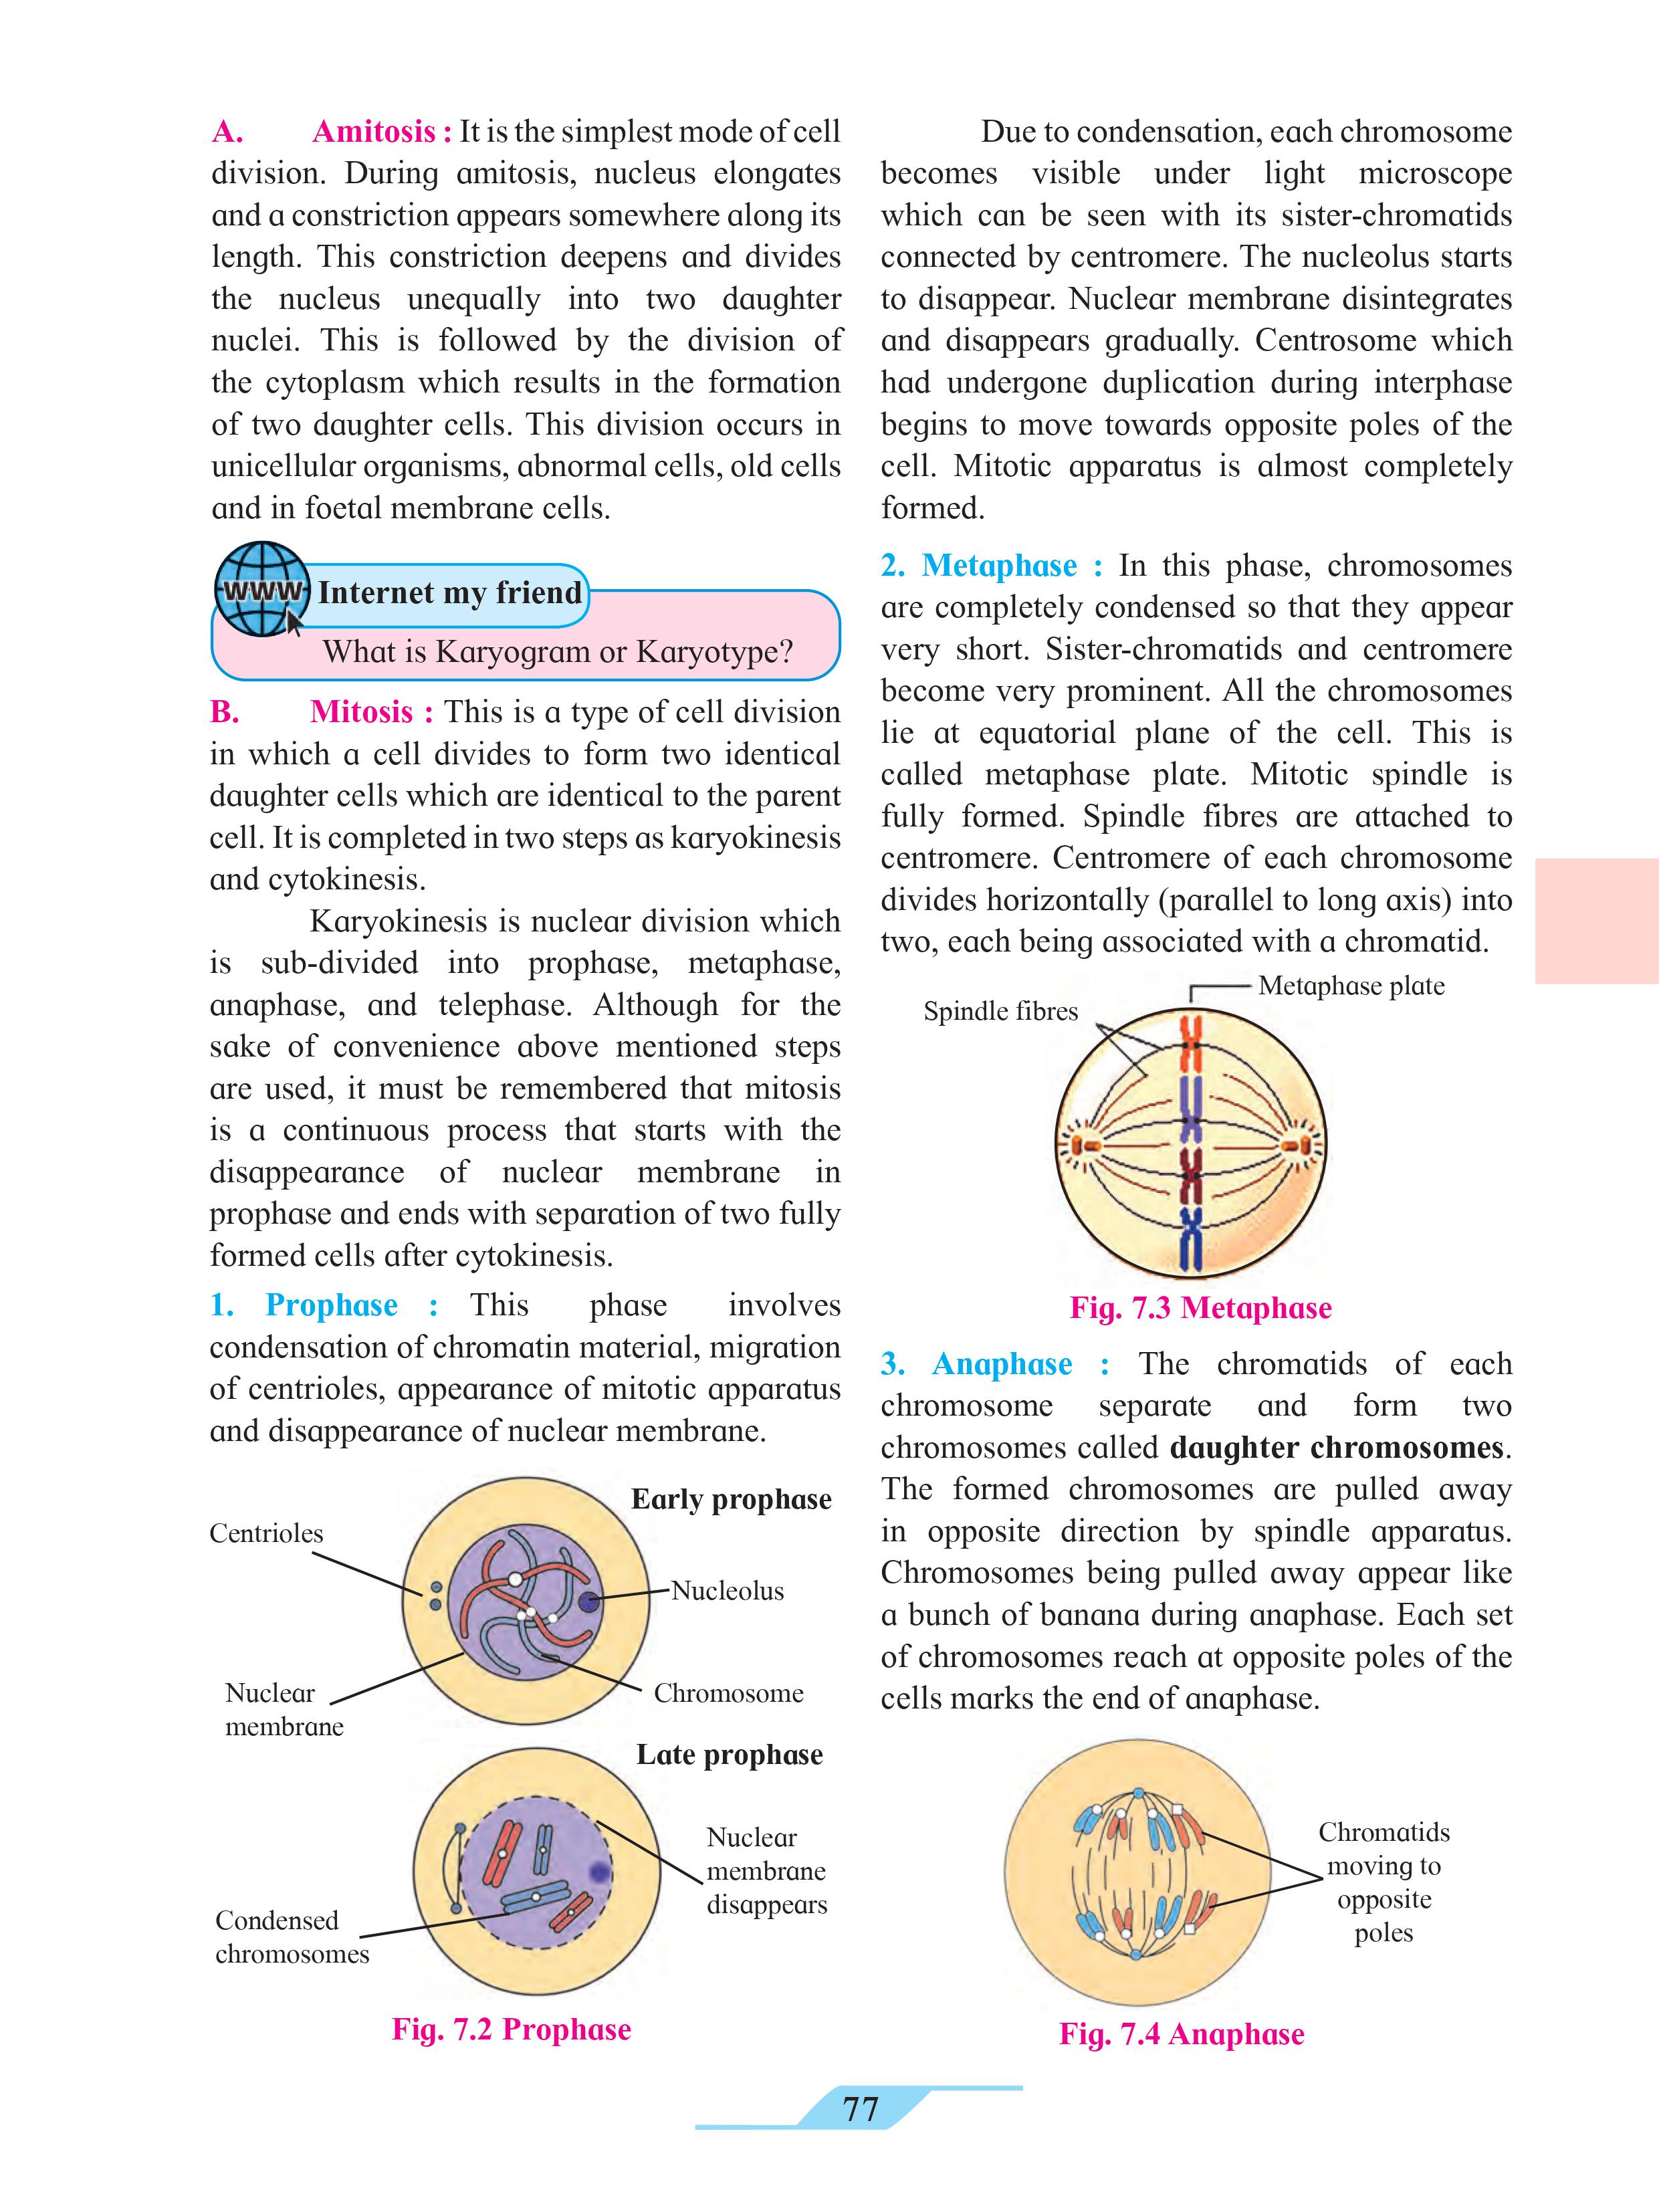 A. Amitosis : It is the simplest mode of cell
division. During amitosis, nucleus elongates
and a constriction appears somewhere along its
length. This constriction deepens and divides
the nucleus unequally into two daughter
nuclei. This is followed by the division of
the cytoplasm which results in the formation
of two daughter cells. This division occurs in
unicellular organisms, abnormal cells, old cells
and in foetal membrane cells.
WWW
Internet my friend
What is Karyogram or Karyotype?
B. Mitosis : This is a type of cell division
in which a cell divides to form two identical
daughter cells which are identical to the parent
cell. It is completed in two steps as karyokinesis
and cytokinesis.
Karyokinesis is nuclear division which
is sub-divided into prophase, metaphase,
anaphase, and telephase. Although for the
sake of convenience above mentioned steps
are used, it must be remembered that mitosis
is a continuous process that starts with the
disappearance of nuclear membrane in
prophase and ends with separation of two fully
formed cells after cytokinesis.
1. Prophase : This phase involves
condensation of chromatin material, migration
of centrioles, appearance of mitotic apparatus
and disappearance of nuclear membrane.
Early prophase
Centrioles
Nucleolus
Nuclear
membrane
Chromosome
Late prophase
Nuclear
membrane
disappears
Condensed
chromosomes
Fig. 7.2 Prophase
Due to condensation, each chromosome
becomes visible under light microscope
which can be seen with its sister-chromatids
connected by centromere. The nucleolus starts
to disappear. Nuclear membrane disintegrates
and disappears gradually. Centrosome which
had undergone duplication during interphase
begins to move towards opposite poles of the
cell. Mitotic apparatus is almost completely
formed.
2. Metaphase : In this phase, chromosomes
are completely condensed so that they appear
very short. Sister-chromatids and centromere
become very prominent. All the chromosomes
lie at equatorial plane of the cell. This is
called metaphase plate. Mitotic spindle is
fully formed. Spindle fibres are attached to
centromere. Centromere of each chromosome
divides horizontally (parallel to long axis) into
two, each being associated with a chromatid.
Metaphase plate
Spindle fibres
Fig. 7.3 Metaphase
3. Anaphase : The chromatids of each
chromosome separate and form two
chromosomes called daughter chromosomes.
The formed chromosomes are pulled away
in opposite direction by spindle apparatus.
Chromosomes being pulled away appear like
a bunch of banana during anaphase. Each set
of chromosomes reach at opposite poles of the
cells marks the end of anaphase.
Chromatids
moving to
opposite
poles
Fig. 7.4 Anaphase
77